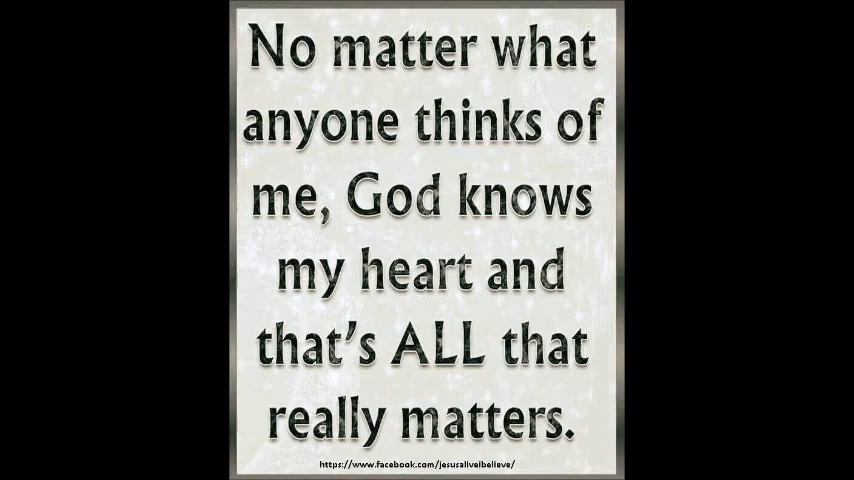 No matter what
anyone thinks of
me, God knows
my heart and
that's ALL that
really matters.
https://www.facebook.com/jesusaliveibelieve/